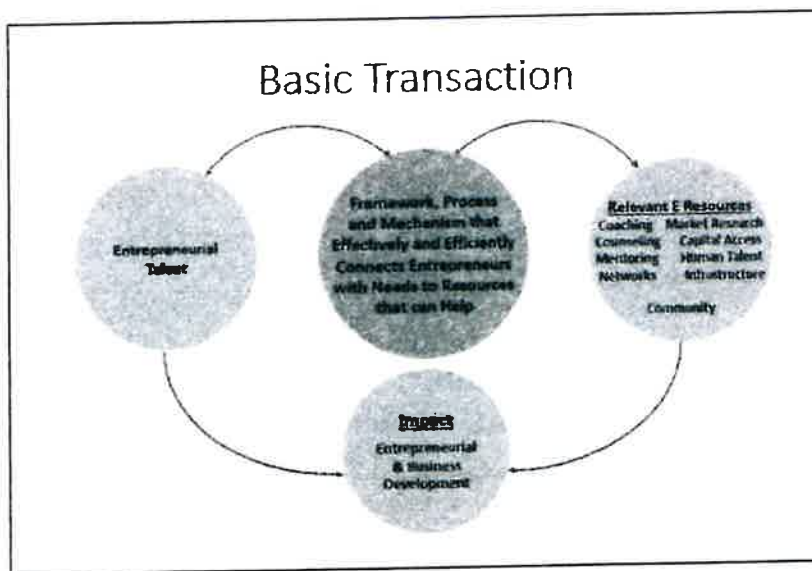 Basic Transaction
Entrepreneurial
Talent
Framework, Process
and Mechanism that
Effectively and Efficiently
Connects Entrepreneurs
with Needs to Resources
that can Help
Relevant E Resources
Coaching Market Research
Counseling Capital Access
Mentoring Human Talent
Networks Infrastructure
Community
Impact
Entrepreneurial
& Business
Development